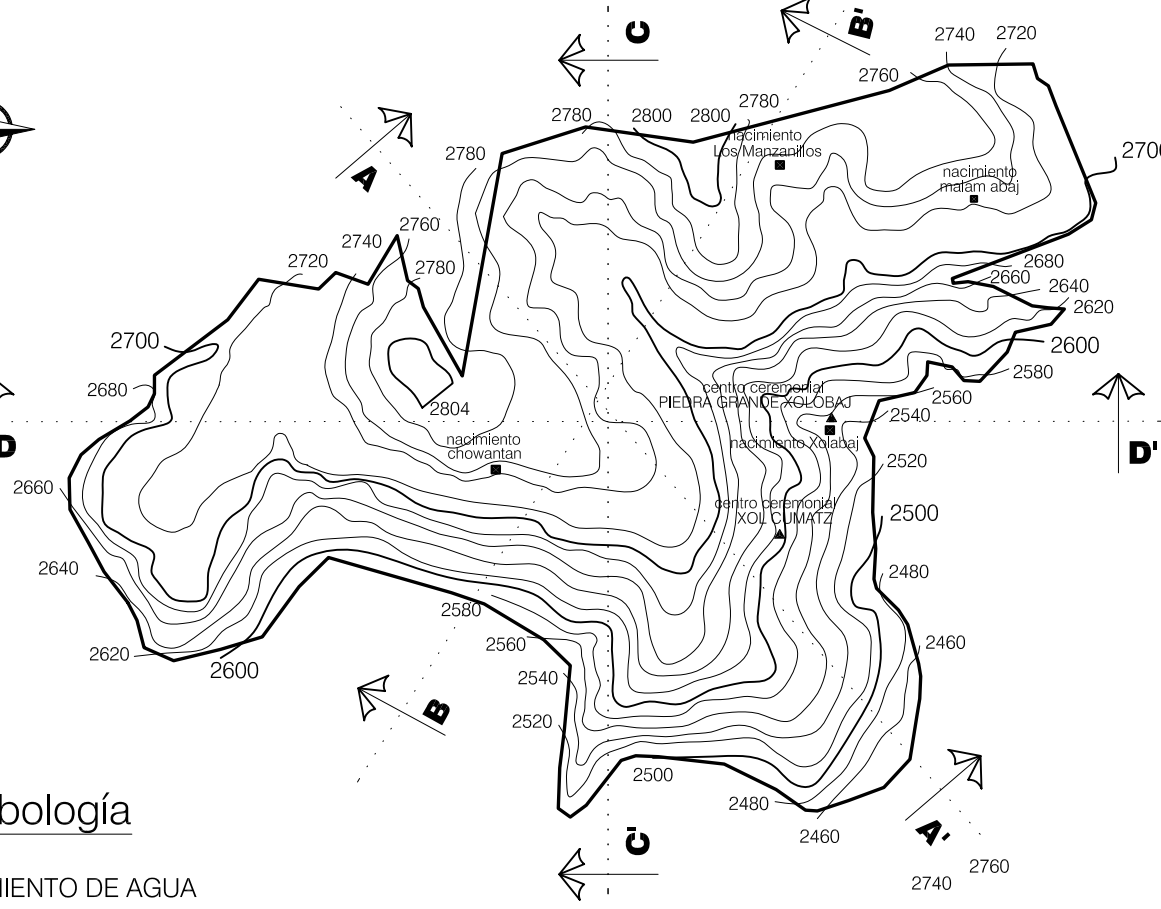 C
B'
2740
2720
2760
2780
2780
2800
2800
nacimiento
Los Manzanillos
2700
2780
nacimiento
malam abaj
A
2760
2740
2780
2720
2680
2660
2640
2620
2700
2600
2680
2580
2560
centro ceremonial
PIEDRA GRANDE XOLOBAJ
2540
2804
nacimiento
chowantan
nacimiento Xolabaj
D
D'
2520
2660
centro ceremonial
XOL CUMATZ
2500
2640
2480
2580
2560
2460
2620
2600
2540
B
2520
2500
2480
2460
bología
C'
A'
2760
2740
MIENTO DE AGUA